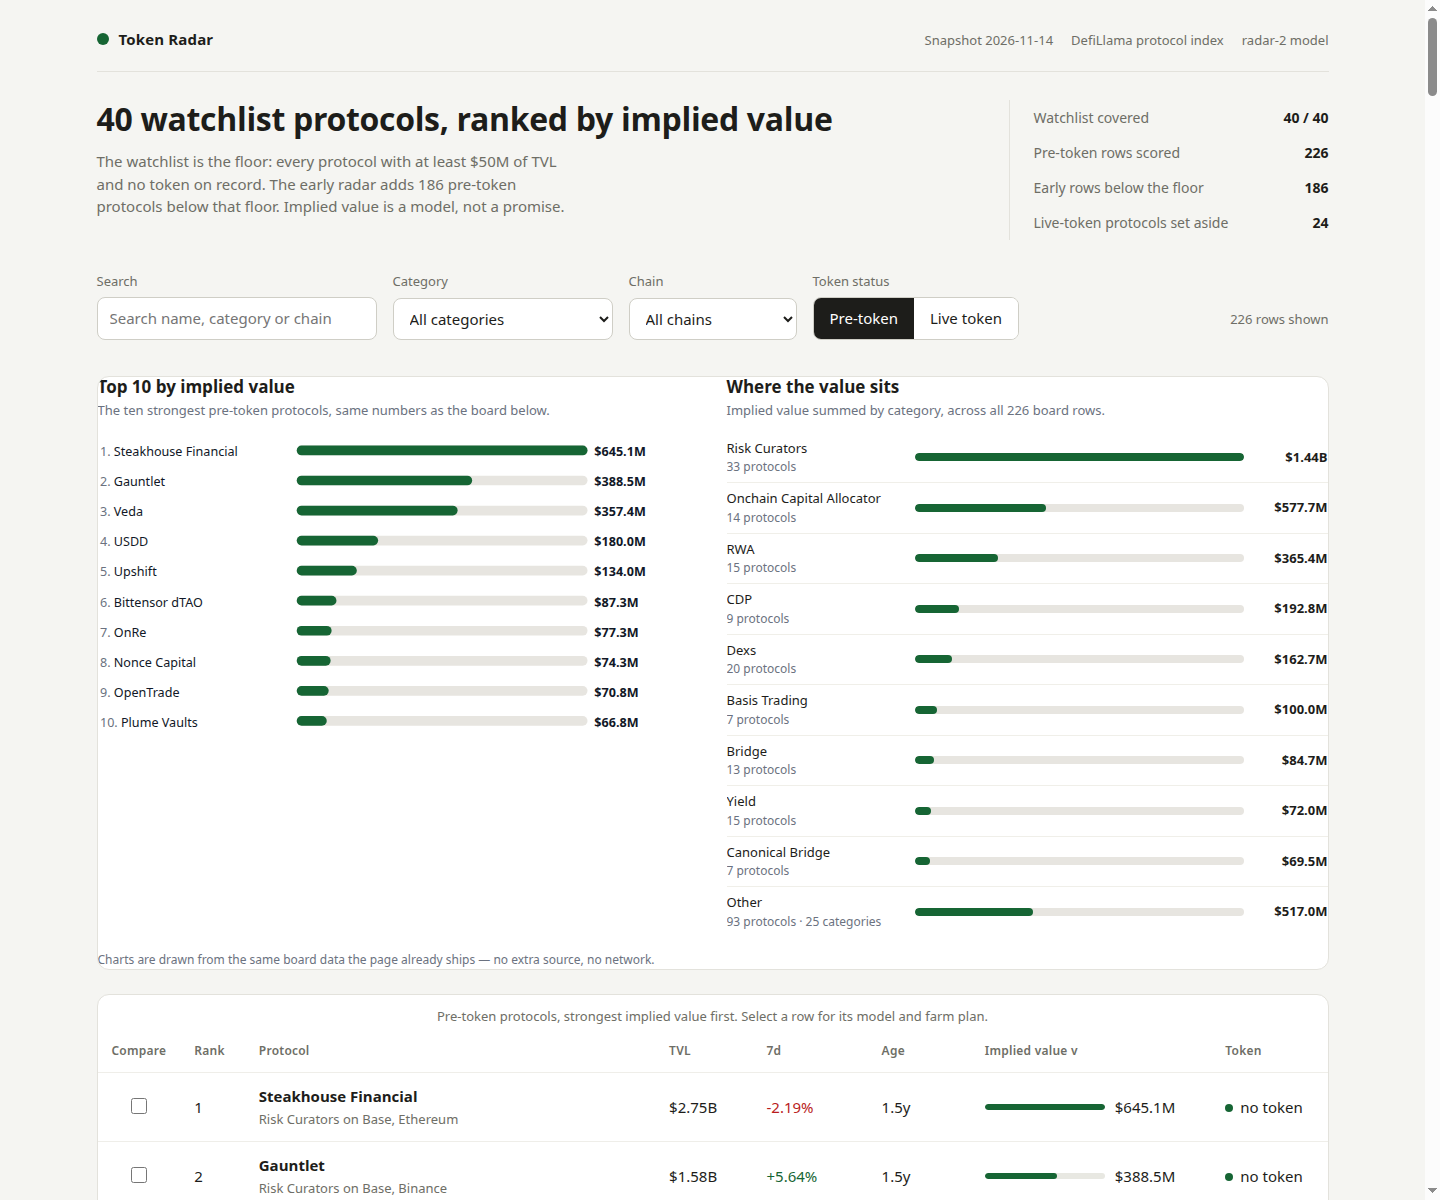 Token Radar
Snapshot 2026-11-14 DefiLlama protocol index radar-2 model
40 watchlist protocols, ranked by implied value
The watchlist is the floor: every protocol with at least $50M of TVL
and no token on record. The early radar adds 186 pre-token
protocols below that floor. Implied value is a model, not a promise.
Watchlist covered 40 / 40
Pre-token rows scored 226
Early rows below the floor 186
Live-token protocols set aside 24
Search Category Chain Token status
Search name, category or chain All categories All chains Pre-token Live token 226 rows shown
Top 10 by implied value
The ten strongest pre-token protocols, same numbers as the board below.
1. Steakhouse Financial $645.1M
2. Gauntlet $388.5M
3. Veda $357.4M
4. USDD $180.0M
5. Upshift $134.0M
6. Bittensor dTAO $87.3M
7. OnRe $77.3M
8. Nonce Capital $74.3M
9. OpenTrade $70.8M
10. Plume Vaults $66.8M
Where the value sits
Implied value summed by category, across all 226 board rows.
Risk Curators $1.44B
33 protocols
Onchain Capital Allocator $577.7M
14 protocols
RWA $365.4M
15 protocols
CDP $192.8M
9 protocols
Dexs $162.7M
20 protocols
Basis Trading $100.0M
7 protocols
Bridge $84.7M
13 protocols
Yield $72.0M
15 protocols
Canonical Bridge $69.5M
7 protocols
Other $517.0M
93 protocols · 25 categories
Charts are drawn from the same board data the page already ships — no extra source, no network.
Pre-token protocols, strongest implied value first. Select a row for its model and farm plan.
Compare Rank Protocol TVL 7d Age Implied value v Token
1 Steakhouse Financial $2.75B -2.19% 1.5y $645.1M no token
Risk Curators on Base, Ethereum
2 Gauntlet $1.58B +5.64% 1.5y $388.5M no token
Risk Curators on Base, Binance